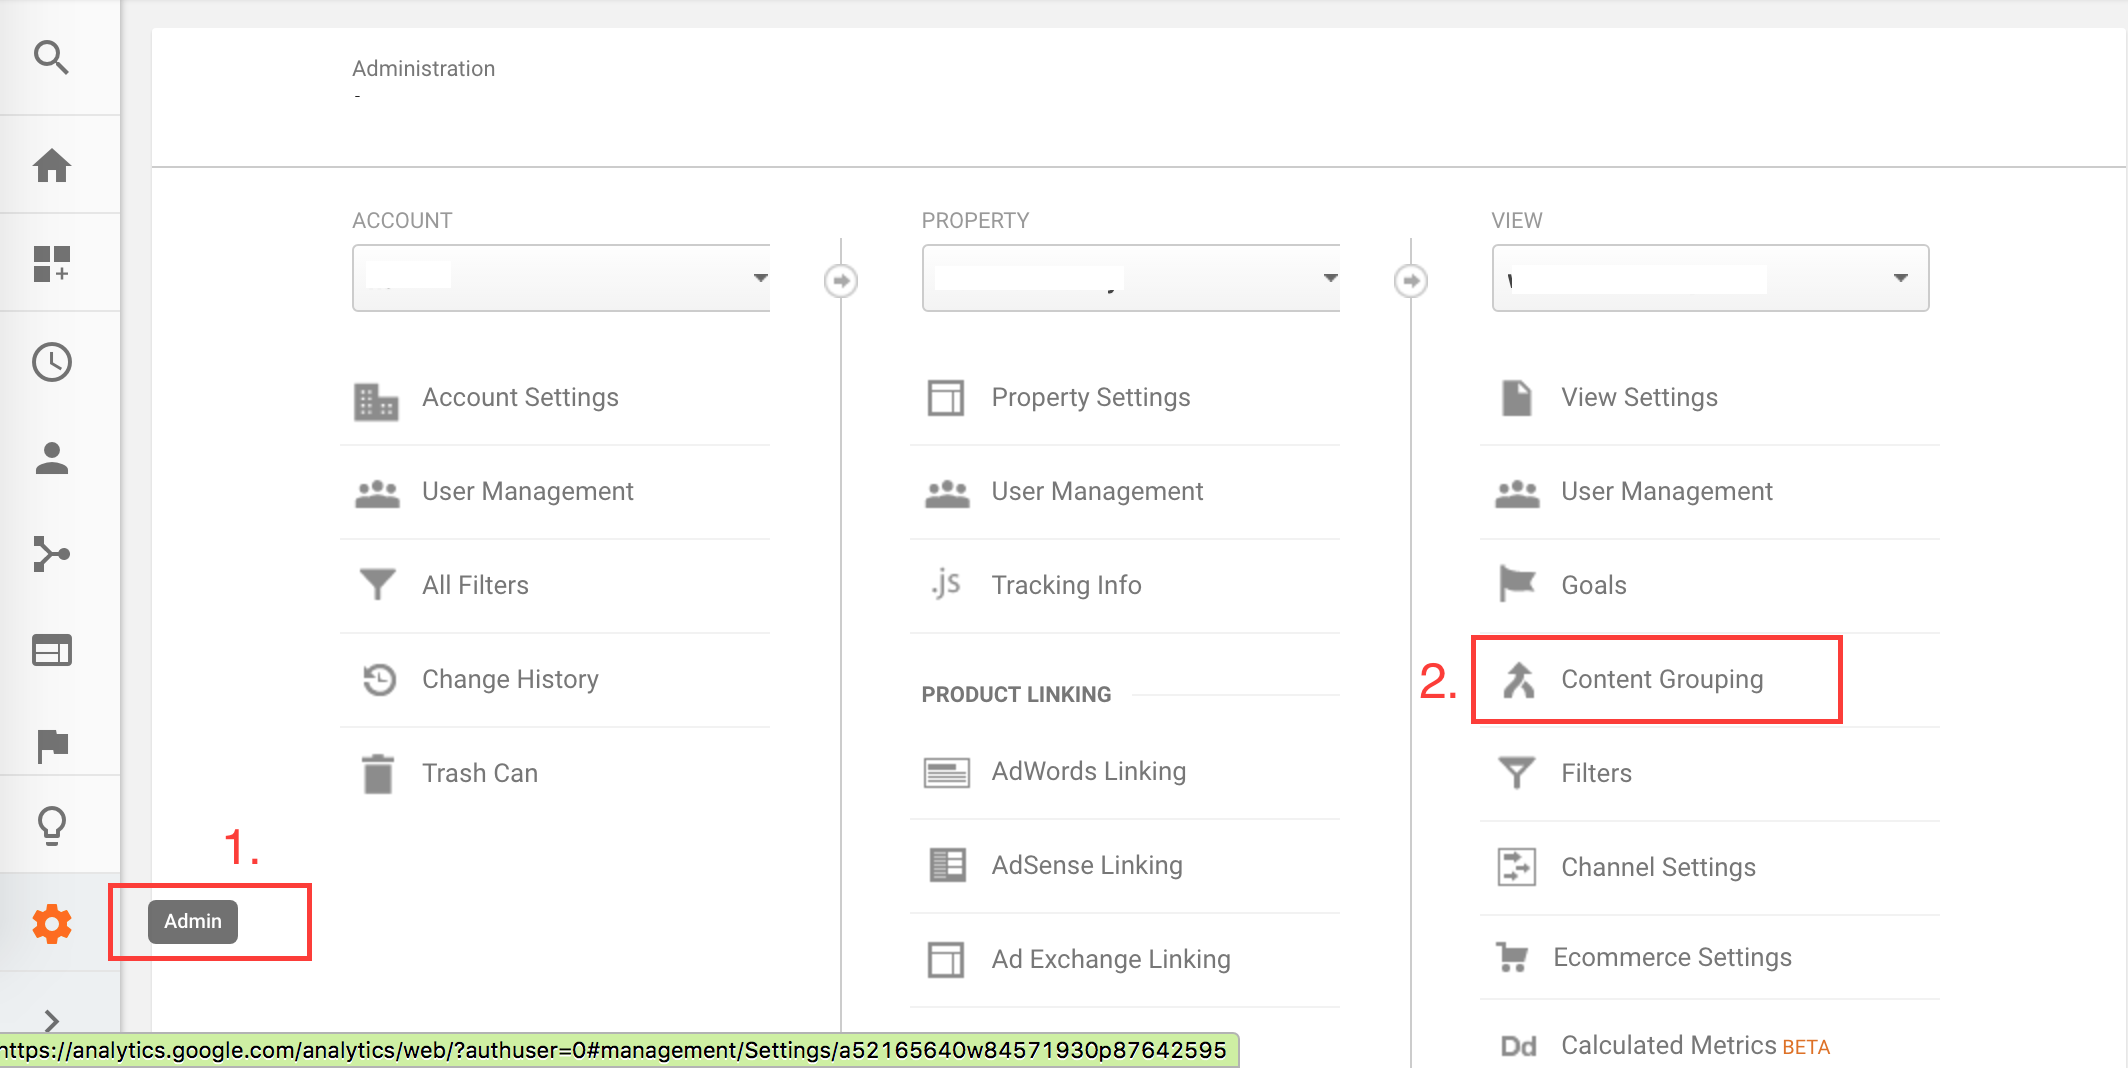 Administration
ACCOUNT
Account Settings
User Management
All Filters
Change History
Trash Can
PROPERTY
Property Settings
User Management
.js Tracking Info
PRODUCT LINKING
AdWords Linking
AdSense Linking
Ad Exchange Linking
VIEW
View Settings
User Management
Goals
2.
Content Grouping
Filters
Channel Settings
Ecommerce Settings
Dd Calculated Metrics BETA
1.
Admin
https://analytics.google.com/analytics/web/?authuser=0#management/Settings/a52165640w84571930p87642595